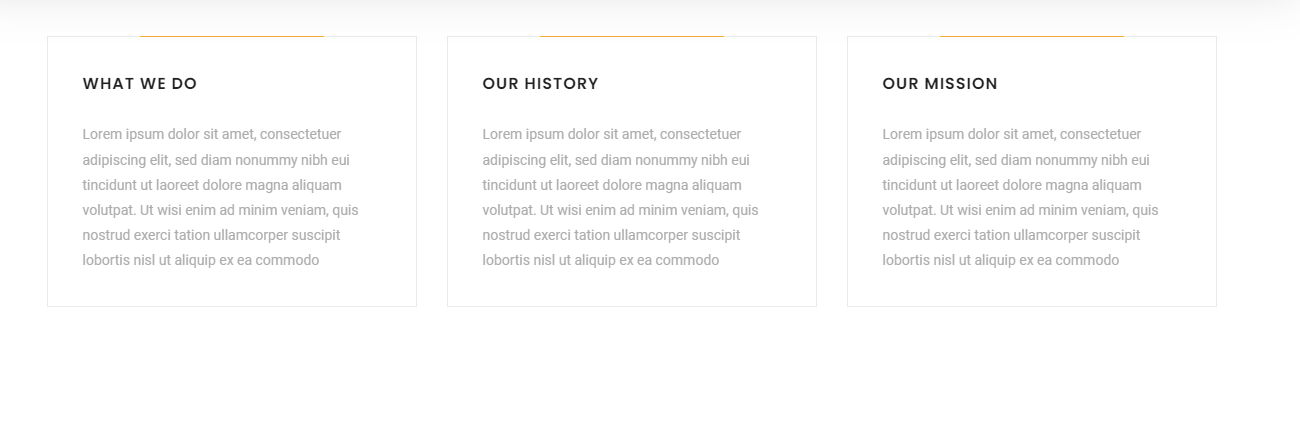 WHAT WE DO
Lorem ipsum dolor sit amet, consectetuer
adipiscing elit, sed diam nonummy nibh eui
tincidunt ut laoreet dolore magna aliquam
volutpat. Ut wisi enim ad minim veniam, quis
nostrud exerci tation ullamcorper suscipit
lobortis nisl ut aliquip ex ea commodo
OUR HISTORY
Lorem ipsum dolor sit amet, consectetuer
adipiscing elit, sed diam nonummy nibh eui
tincidunt ut laoreet dolore magna aliquam
volutpat. Ut wisi enim ad minim veniam, quis
nostrud exerci tation ullamcorper suscipit
lobortis nisl ut aliquip ex ea commodo
OUR MISSION
Lorem ipsum dolor sit amet, consectetuer
adipiscing elit, sed diam nonummy nibh eui
tincidunt ut laoreet dolore magna aliquam
volutpat. Ut wisi enim ad minim veniam, quis
nostrud exerci tation ullamcorper suscipit
lobortis nisl ut aliquip ex ea commodo